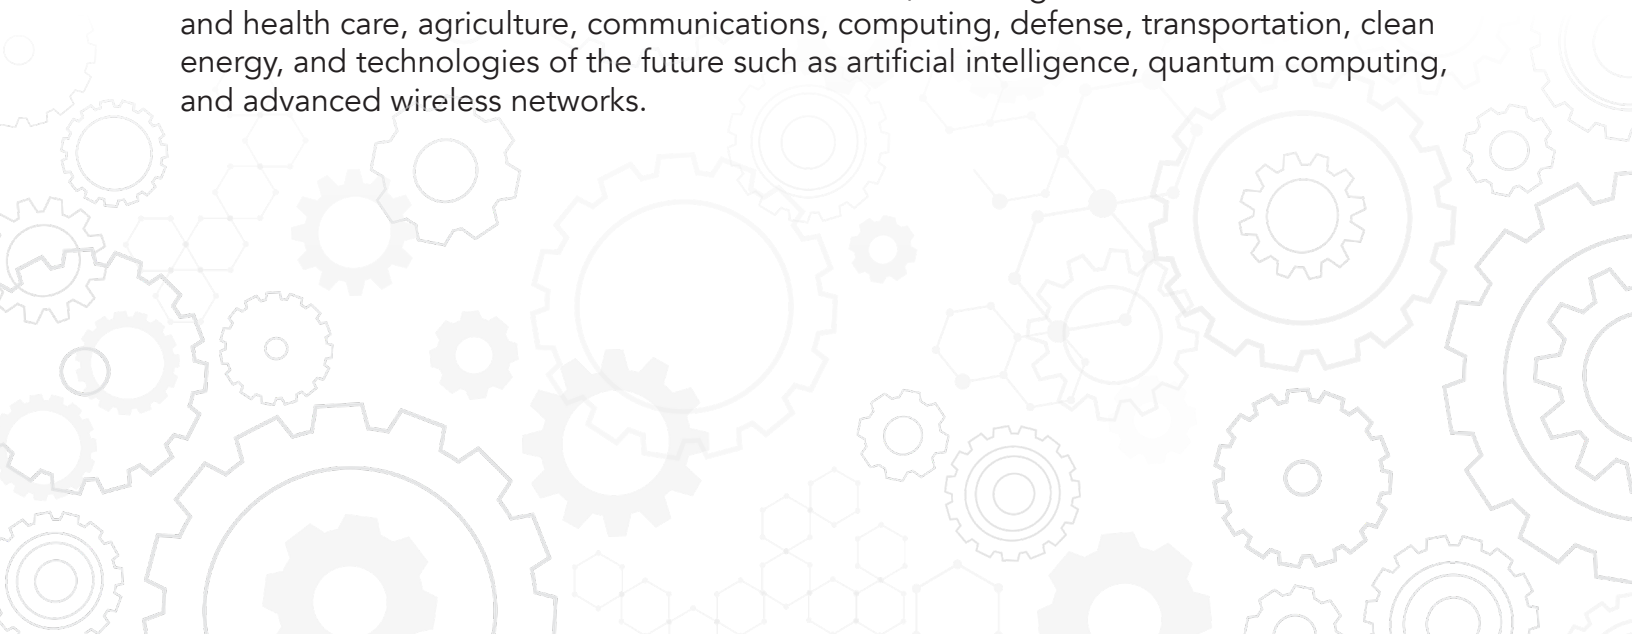 and health care, agriculture, communications, computing, defense, transportation, clean
energy, and technologies of the future such as artificial intelligence, quantum computing,
and advanced wireless networks.